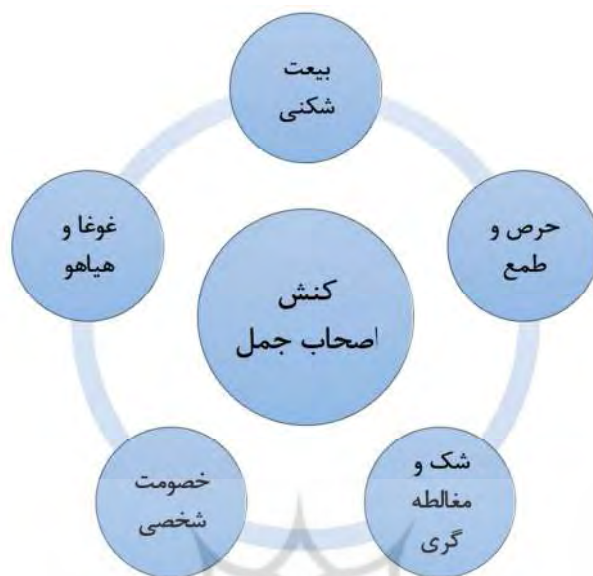 بیعت
شکنی
حرص و
طمع
غوغا و
هیاهو
کنش
اصحاب جمل
شک و
مغالطه
گری
خصومت
شخصی